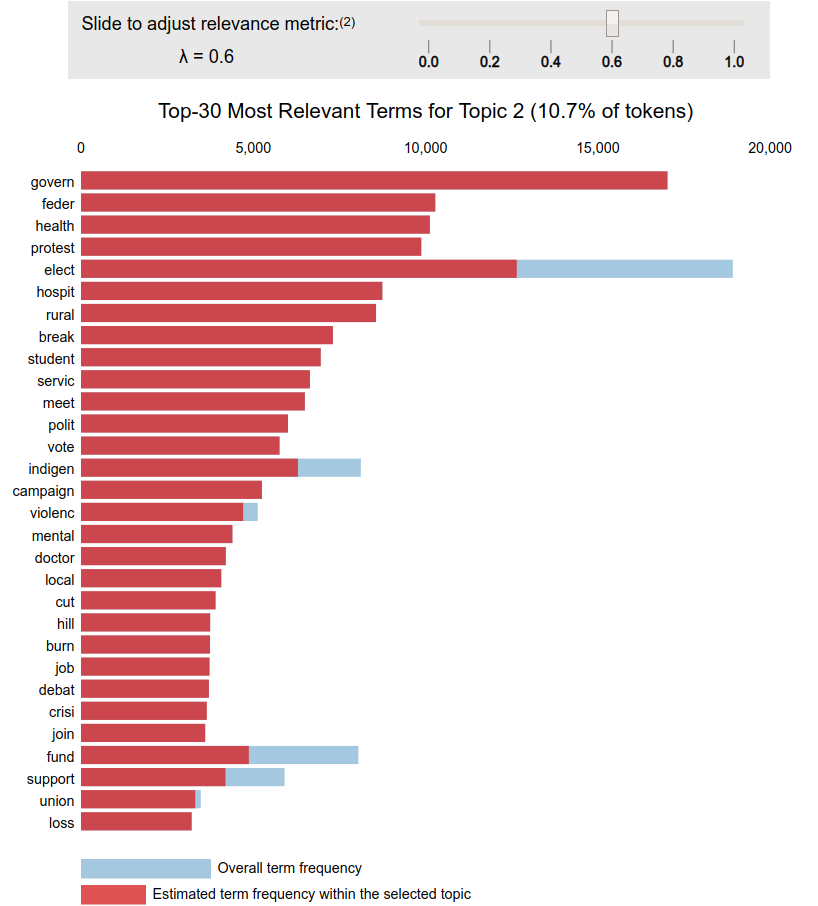 Slide to adjust relevance metric:(2)
λ = 0.6
0.0 0.2 0.4 0.6 0.8 1.0
Top-30 Most Relevant Terms for Topic 2 (10.7% of tokens)
0 5,000 10,000 15,000 20,000
govern
feder
health
protest
elect
hospit
rural
break
student
servic
meet
polit
vote
indigen
campaign
violenc
mental
doctor
local
cut
hill
burn
job
debat
crisi
join
fund
support
union
loss
Overall term frequency
Estimated term frequency within the selected topic